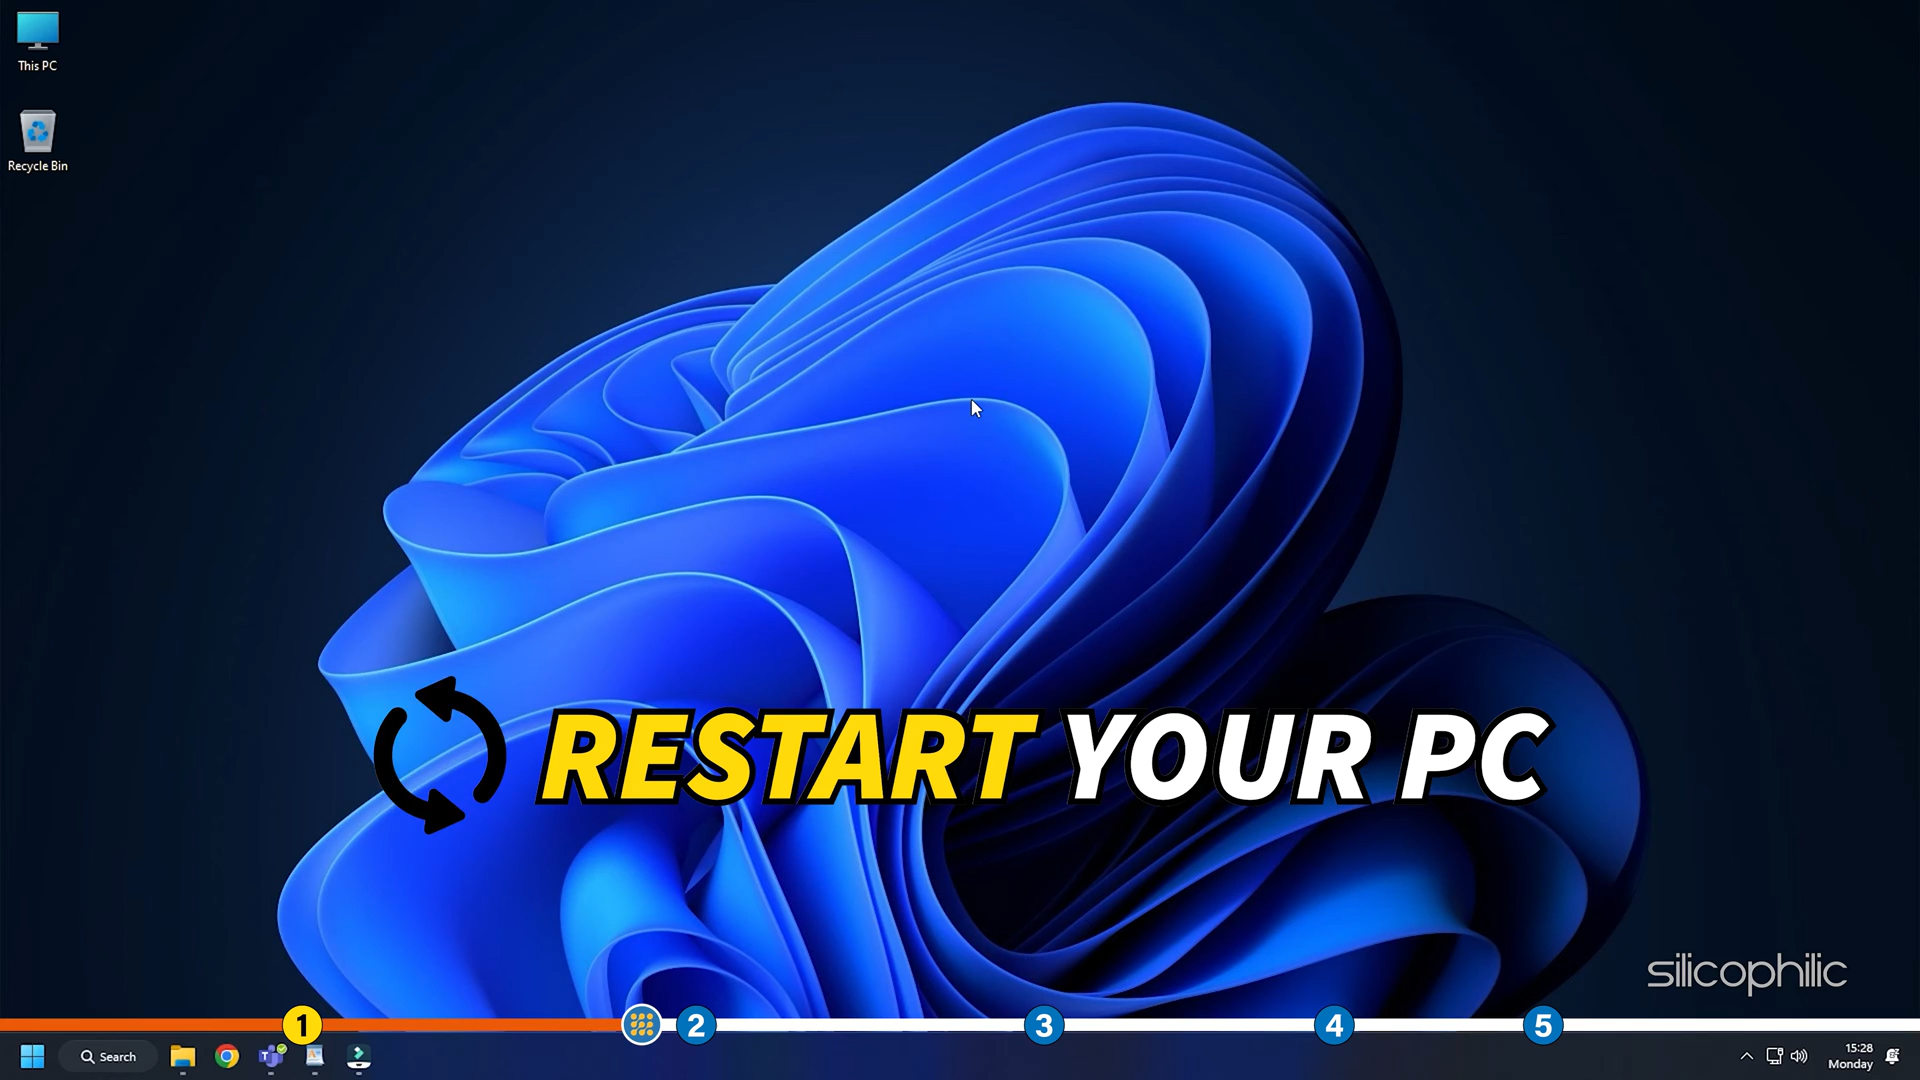 This PC
Recycle Bin
RESTART YOUR PC
silicophilic
1 2 3 4 5
Search
15:28
Monday